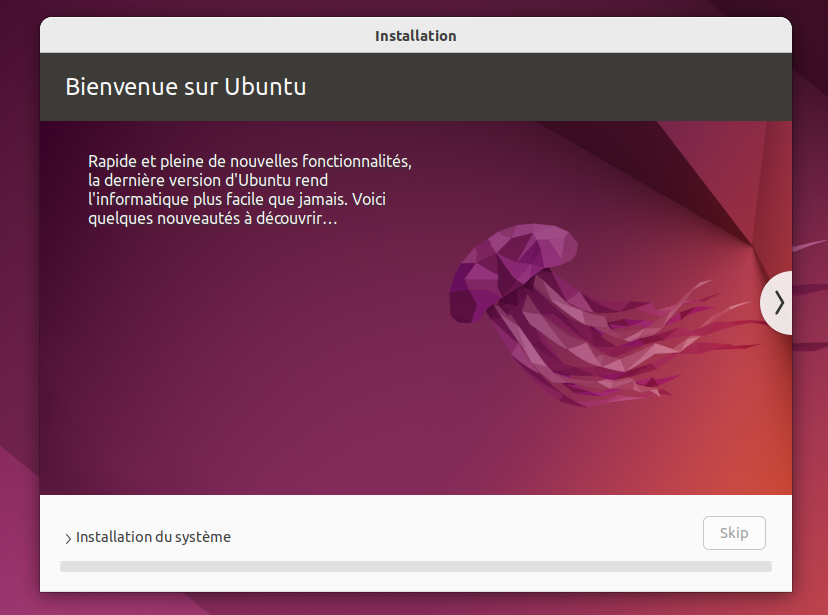 Installation
Bienvenue sur Ubuntu
Rapide et pleine de nouvelles fonctionnalités,
la dernière version d'Ubuntu rend
l'informatique plus facile que jamais. Voici
quelques nouveautés à découvrir…
Installation du système
Skip